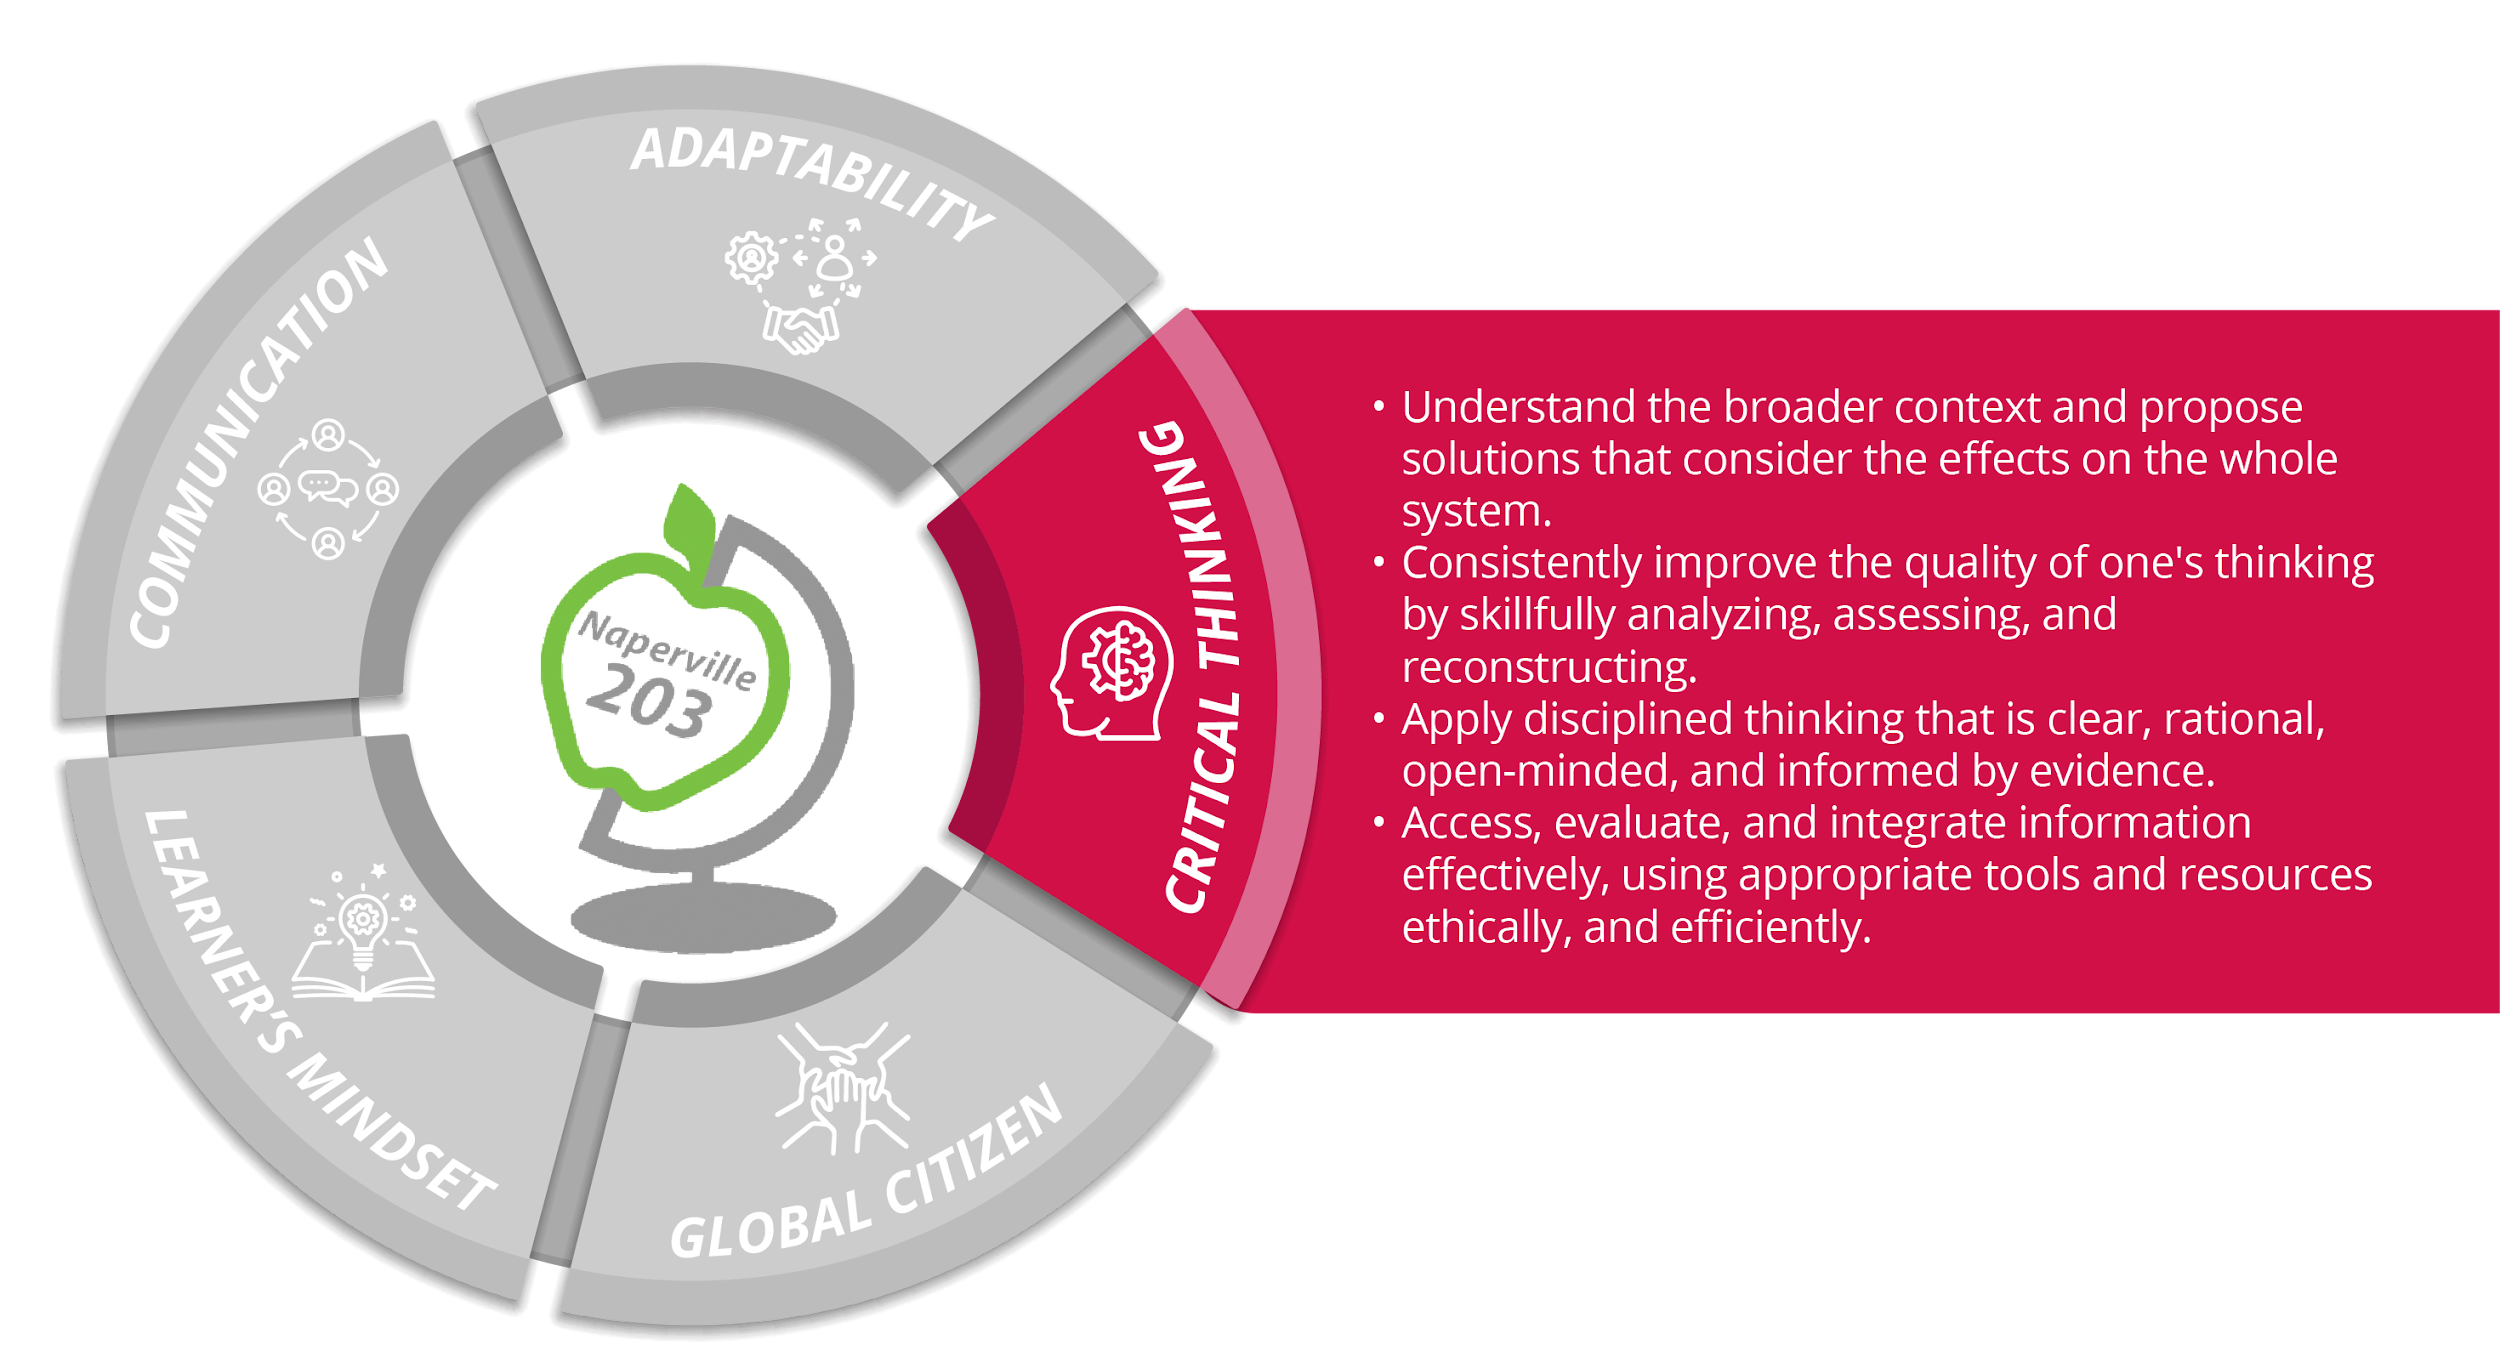 ADAPTABILITY
COMMUNICATION
CRITICAL THINKING
LEARNER'S MINDSET
GLOBAL CITIZEN
Naperville
203
• Understand the broader context and propose
solutions that consider the effects on the whole
system.
• Consistently improve the quality of one's thinking
by skillfully analyzing, assessing, and
reconstructing.
• Apply disciplined thinking that is clear, rational,
open-minded, and informed by evidence.
• Access, evaluate, and integrate information
effectively, using appropriate tools and resources
ethically, and efficiently.